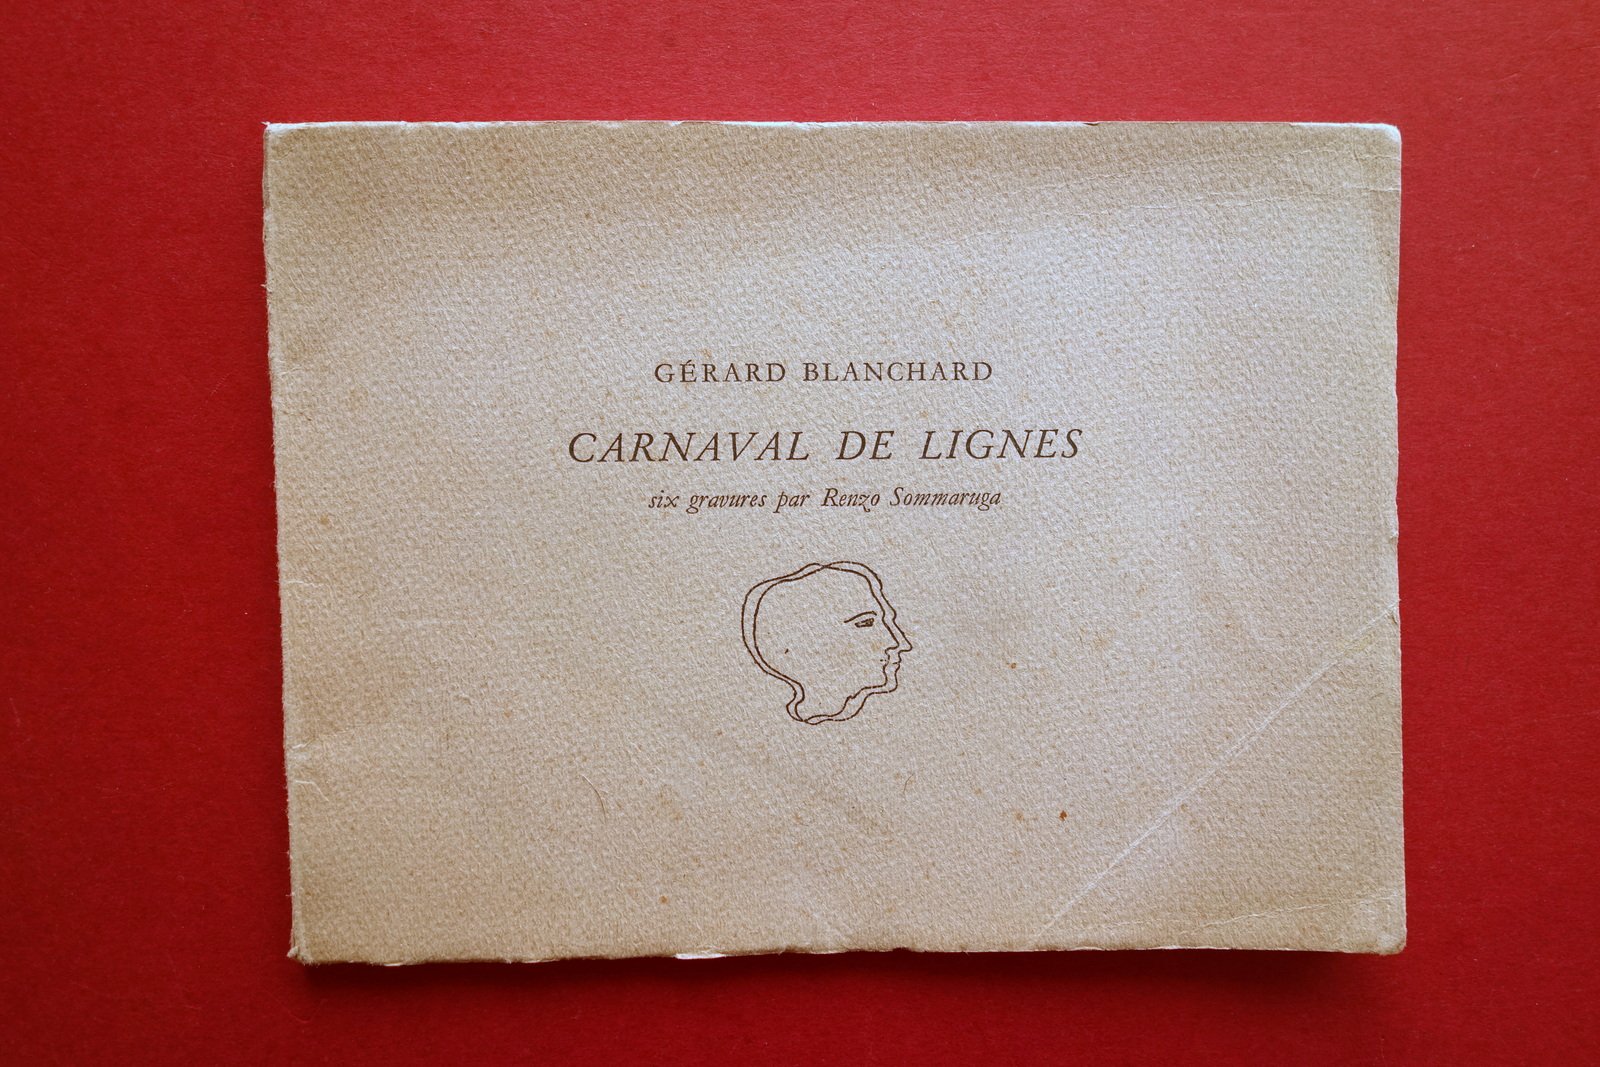 GÉRARD BLANCHARD
CARNAVAL DE LIGNES
six gravures par Renzo Sommaruga